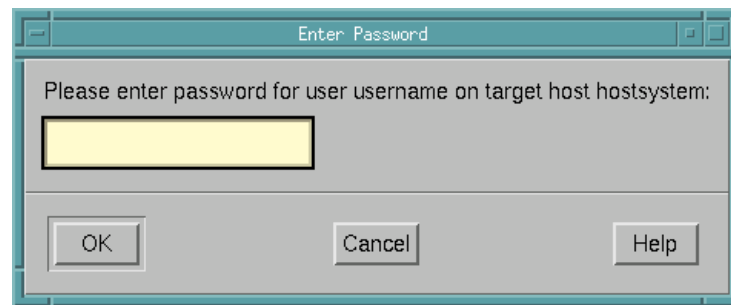 Enter Password
Please enter password for user username on target host hostsystem:
OK
Cancel
Help